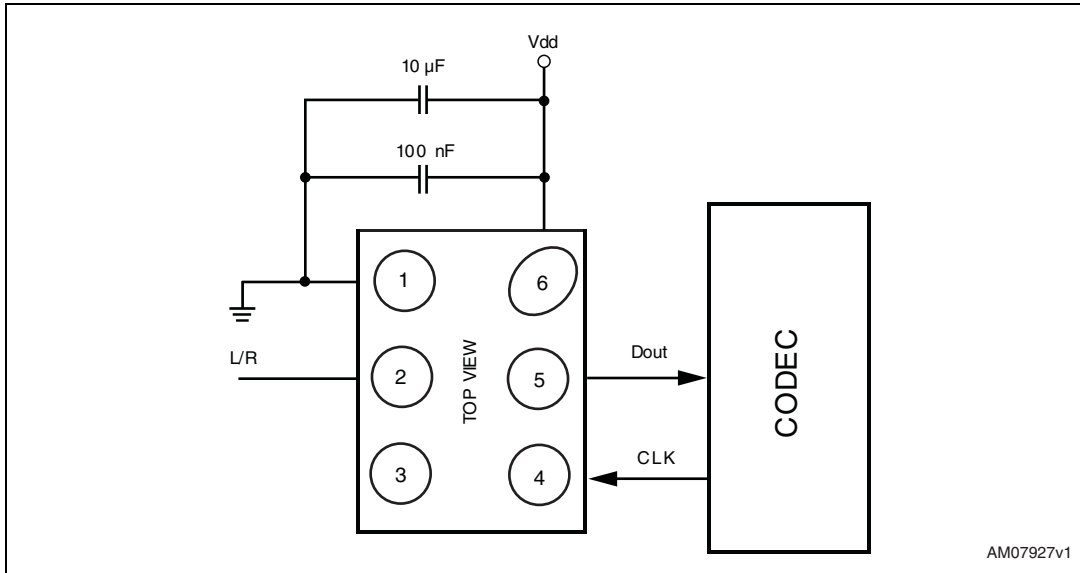 Vdd
10 µF
100 nF
1
6
L/R
2
TOP VIEW
5
Dout
CODEC
3
4
CLK
AM07927v1